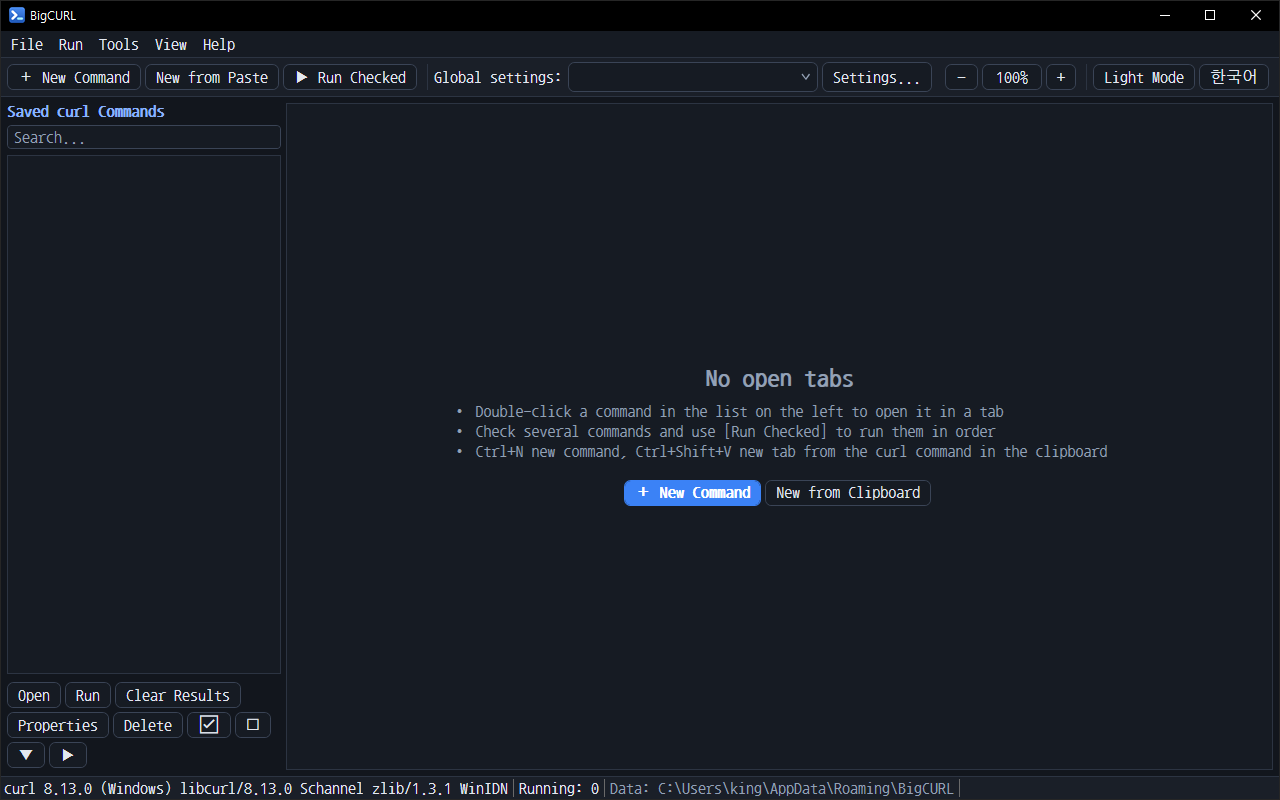 BigCURL
File Run Tools View Help
+ New Command New from Paste ▶ Run Checked Global settings: Settings... − 100% + Light Mode 한국어
Saved curl Commands
Search...
No open tabs
• Double-click a command in the list on the left to open it in a tab
• Check several commands and use [Run Checked] to run them in order
• Ctrl+N new command, Ctrl+Shift+V new tab from the curl command in the clipboard
+ New Command New from Clipboard
Open Run Clear Results
Properties Delete
curl 8.13.0 (Windows) libcurl/8.13.0 Schannel zlib/1.3.1 WinIDN Running: 0 Data: C:\Users\king\AppData\Roaming\BigCURL